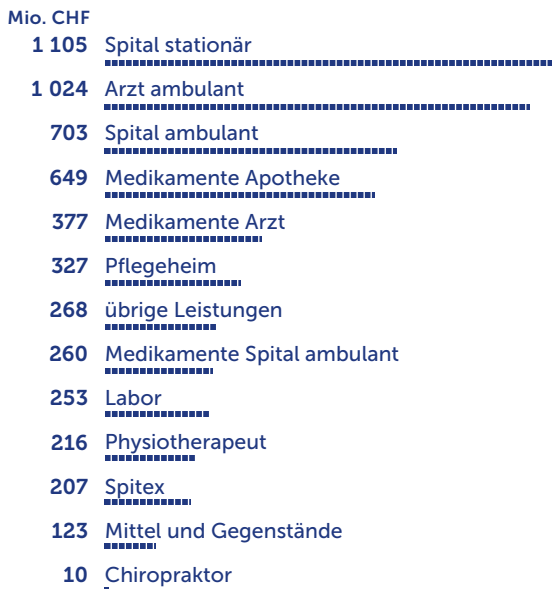 Mio. CHF
1 105 Spital stationär
1 024 Arzt ambulant
703 Spital ambulant
649 Medikamente Apotheke
377 Medikamente Arzt
327 Pflegeheim
268 übrige Leistungen
260 Medikamente Spital ambulant
253 Labor
216 Physiotherapeut
207 Spitex
123 Mittel und Gegenstände
10 Chiropraktor